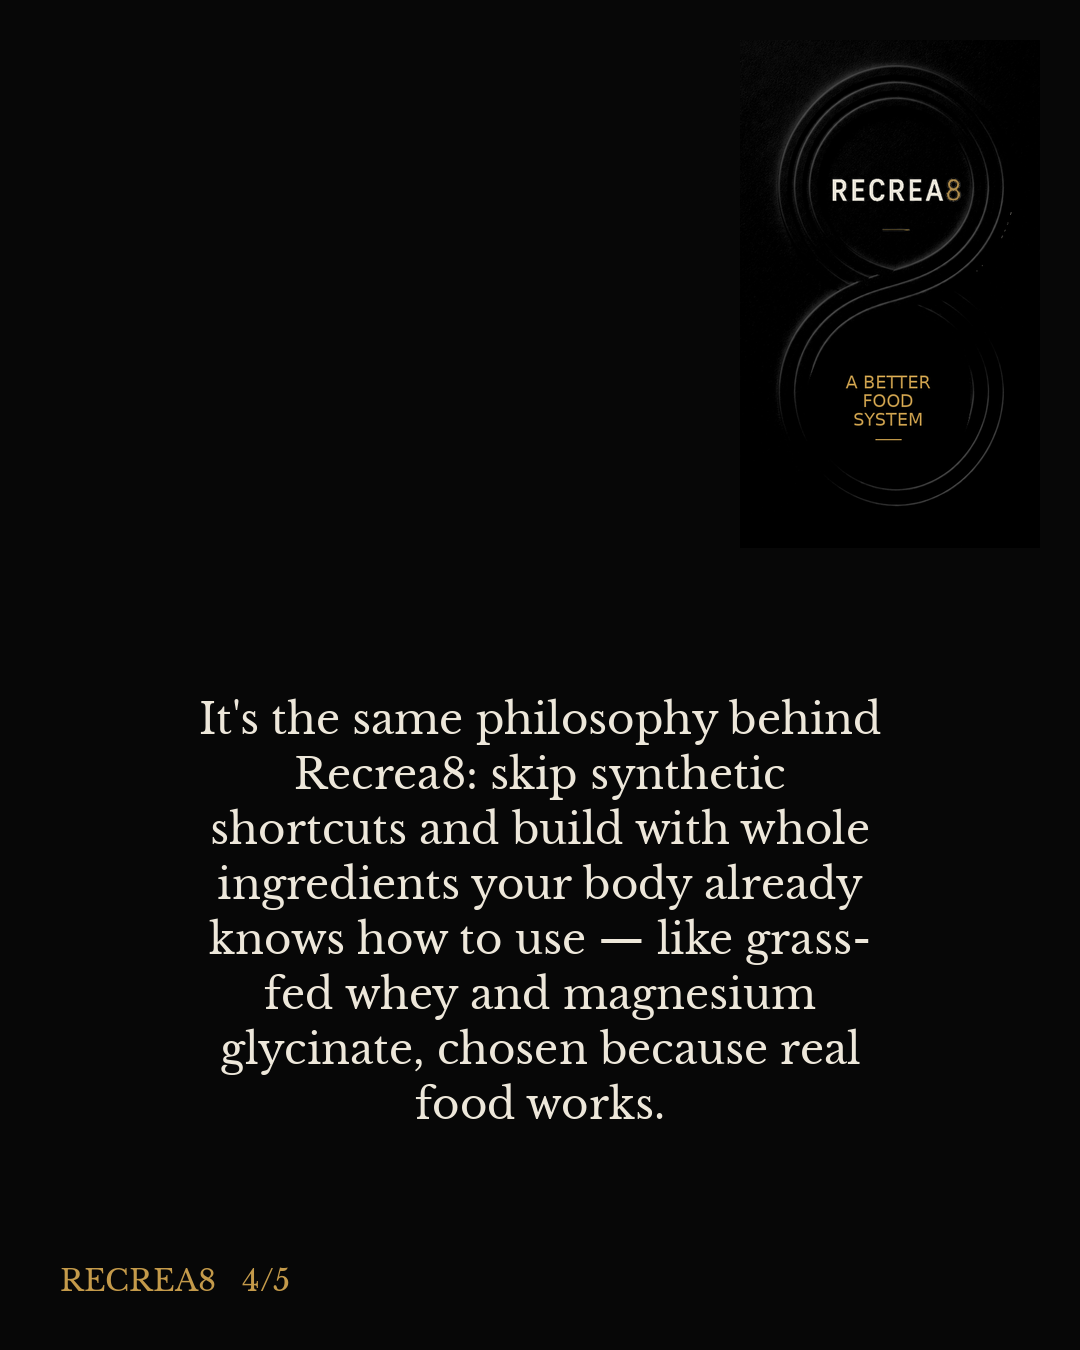 RECREA8
A BETTER
FOOD
SYSTEM
It's the same philosophy behind
Recrea8: skip synthetic
shortcuts and build with whole
ingredients your body already
knows how to use — like grass-
fed whey and magnesium
glycinate, chosen because real
food works.
RECREA8 4/5